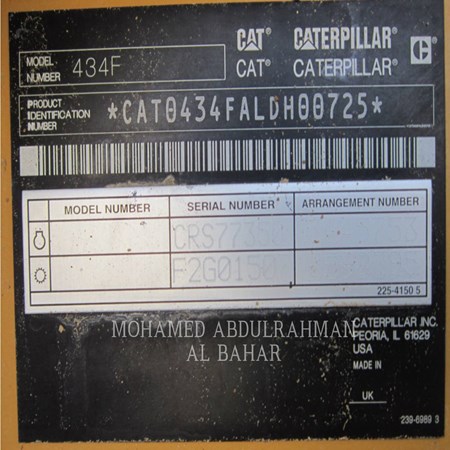 CAT® CATERPILLAR®
MODEL NUMBER 434F
CAT® CATERPILLAR®
PRODUCT IDENTIFICATION NUMBER *CAT0434FALDH00725*
MODEL NUMBER SERIAL NUMBER ARRANGEMENT NUMBER
225-4150 5
MOHAMED ABDULRAHMAN
AL BAHAR
CATERPILLAR INC.
PEORIA, IL 61629
USA
MADE IN
UK
239-6989 3